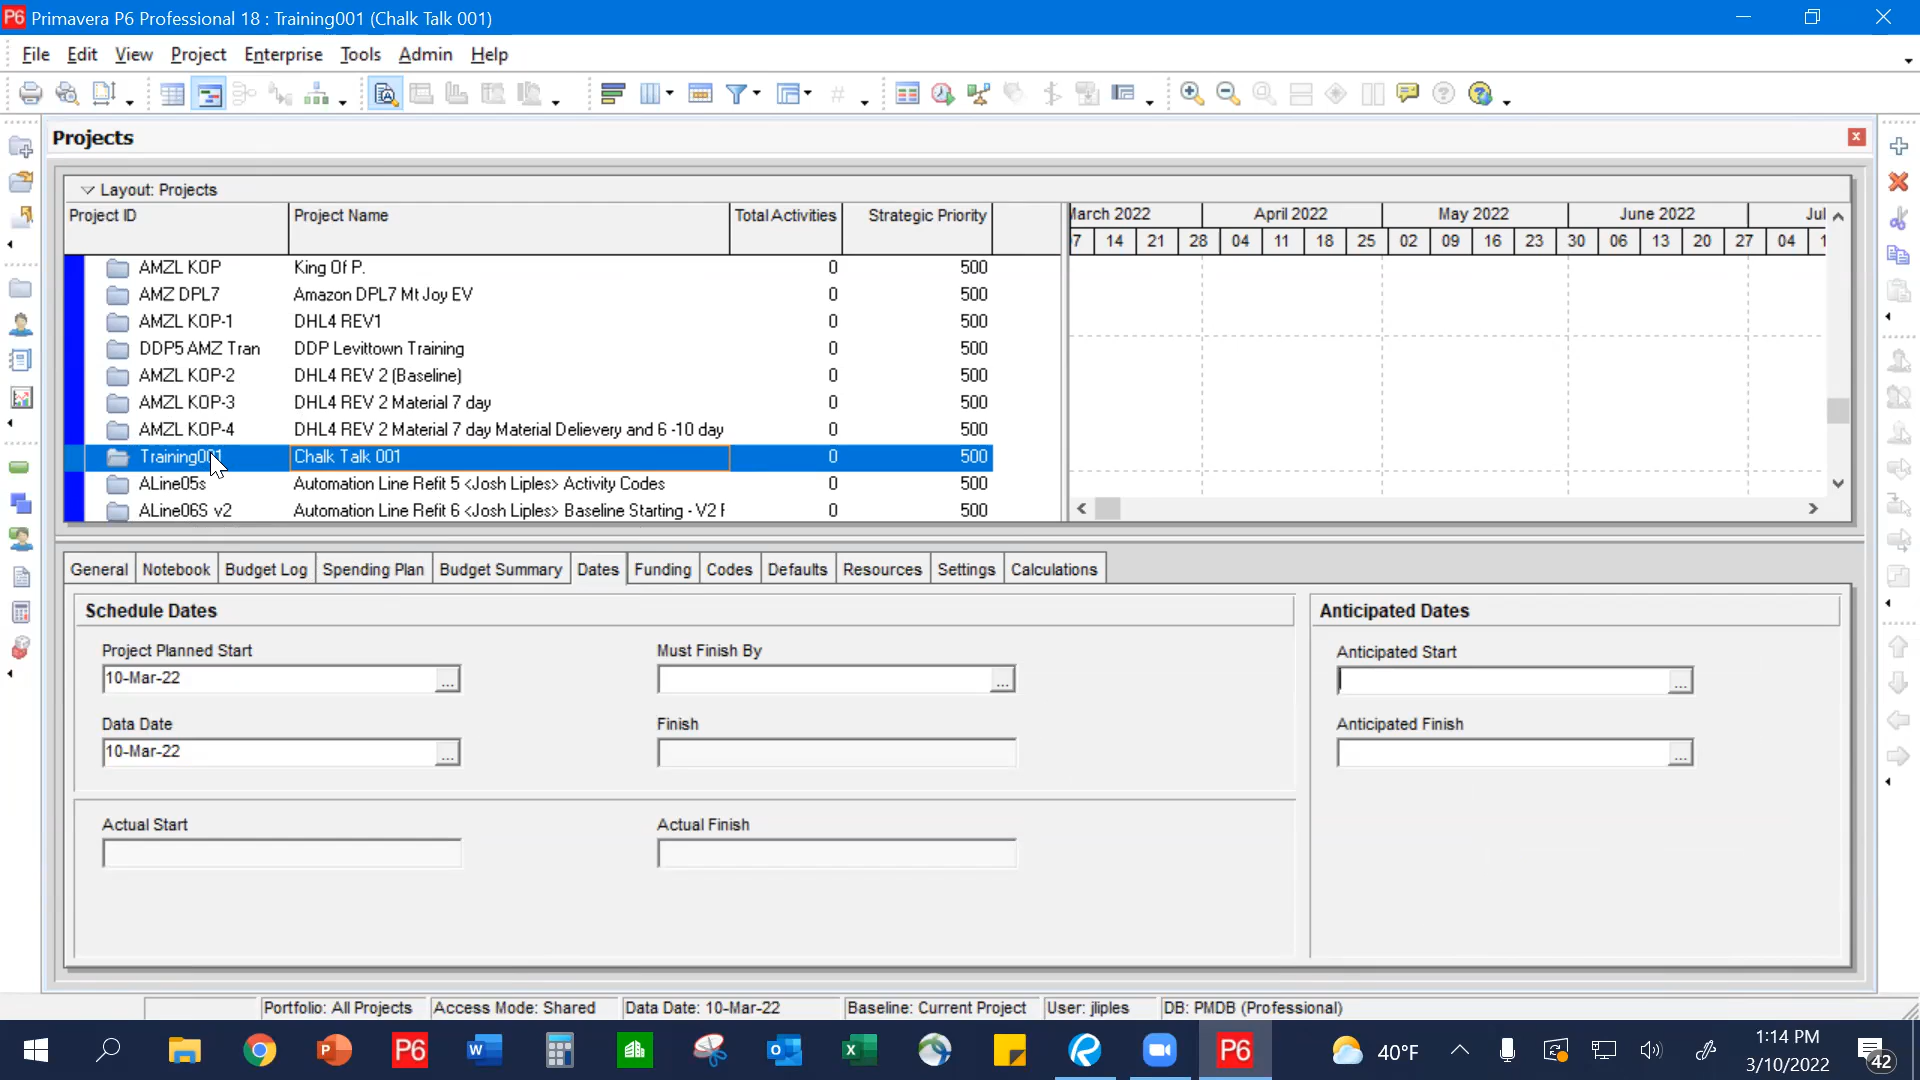 Primavera P6 Professional 18 : Training001 (Chalk Talk 001)
File Edit View Project Enterprise Tools Admin Help
Projects
Layout: Projects
Project ID Project Name Total Activities Strategic Priority
March 2022 April 2022 May 2022 June 2022 Jul
07 14 21 28 04 11 18 25 02 09 16 23 30 06 13 20 27 04 1
AMZL KOP King Of P. 0 500
AMZ DPL7 Amazon DPL7 Mt Joy EV 0 500
AMZL KOP-1 DHL4 REV1 0 500
DDP5 AMZ Tran DDP Levittown Training 0 500
AMZL KOP-2 DHL4 REV 2 (Baseline) 0 500
AMZL KOP-3 DHL4 REV 2 Material 7 day 0 500
AMZL KOP-4 DHL4 REV 2 Material 7 day Material Delievery and 6 -10 day 0 500
Training001 Chalk Talk 001 0 500
ALine05s Automation Line Refit 5 <Josh Liples> Activity Codes 0 500
ALine06S v2 Automation Line Refit 6 <Josh Liples> Baseline Starting - V2 F 0 500
General Notebook Budget Log Spending Plan Budget Summary Dates Funding Codes Defaults Resources Settings Calculations
Schedule Dates
Project Planned Start Must Finish By
10-Mar-22
Data Date Finish
10-Mar-22
Actual Start Actual Finish
Anticipated Dates
Anticipated Start
Anticipated Finish
Portfolio: All Projects Access Mode: Shared Data Date: 10-Mar-22 Baseline: Current Project User: jliples DB: PMDB (Professional)
40°F
1:14 PM
3/10/2022
42